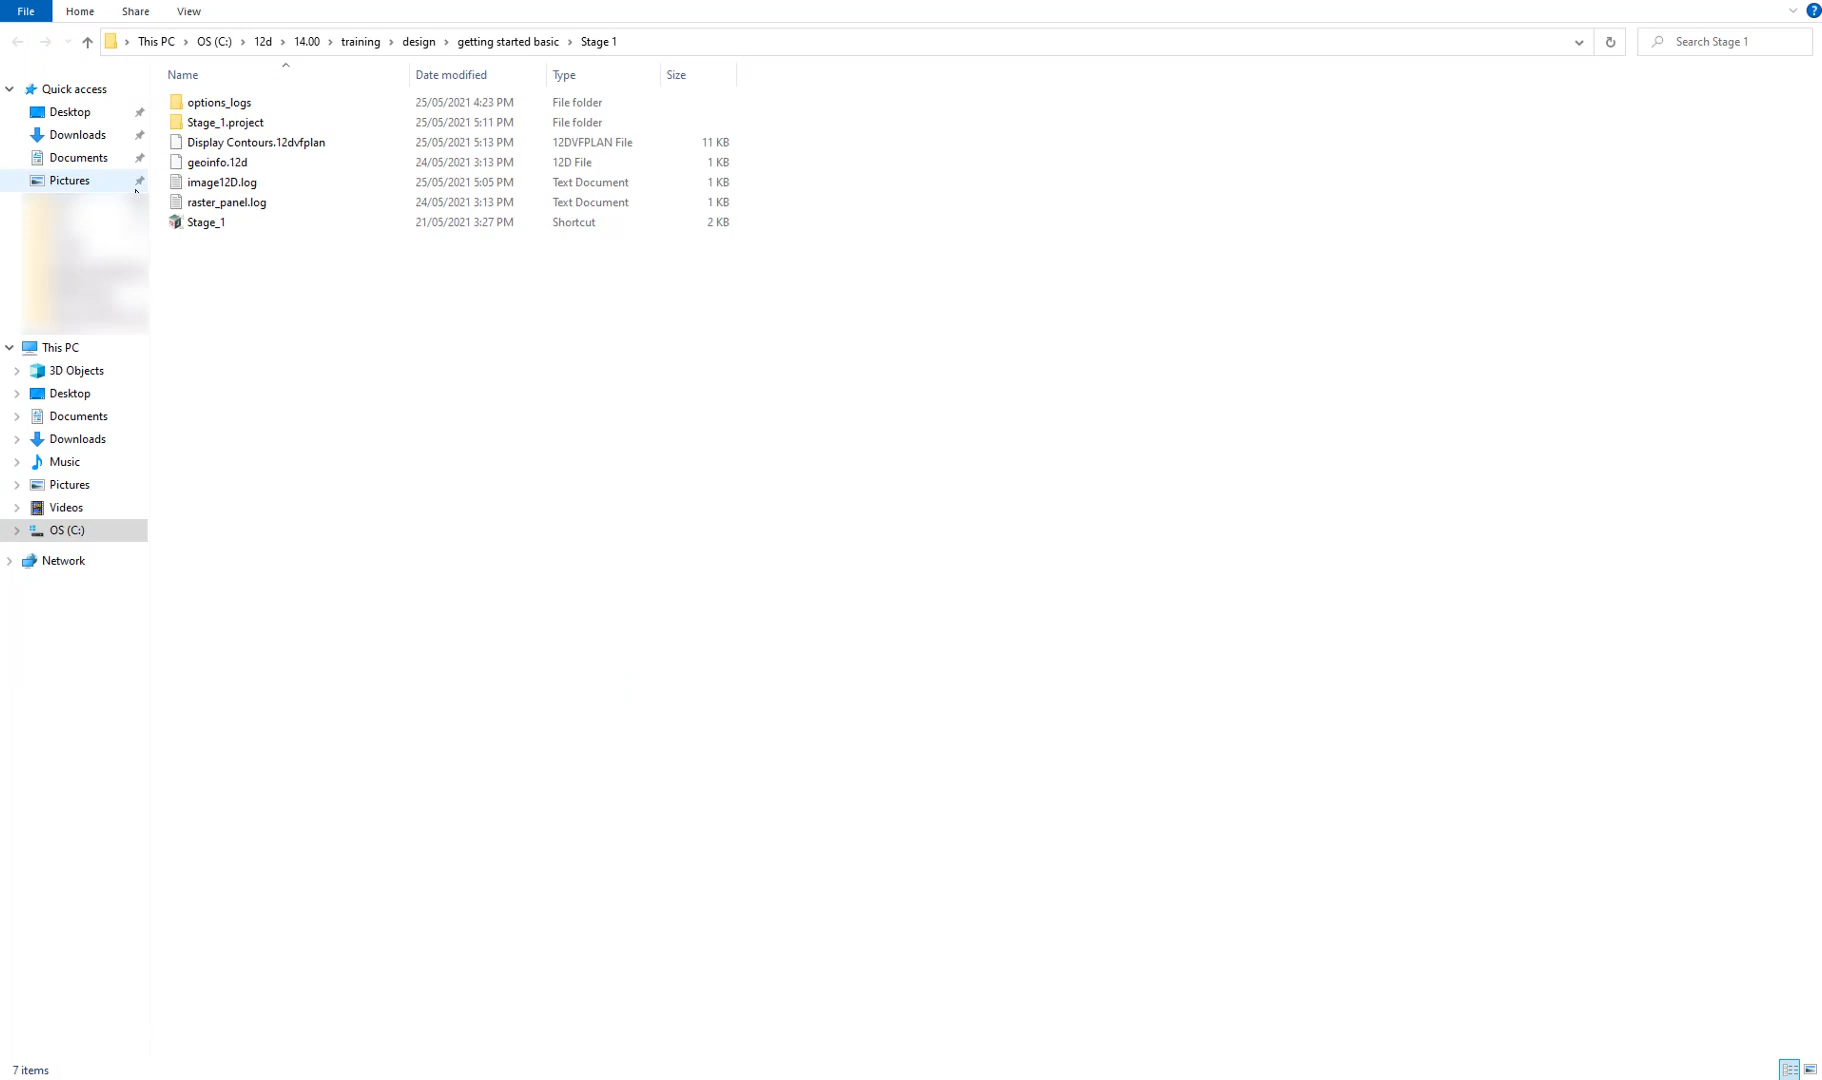 File Home Share View
This PC OS (C:) 12d 14.00 training design getting started basic Stage 1 Search Stage 1
Name Date modified Type Size
Quick access
Desktop
Downloads
Documents
Pictures
This PC
3D Objects
Desktop
Documents
Downloads
Music
Pictures
Videos
OS (C:)
Network
options_logs 25/05/2021 4:23 PM File folder
Stage_1.project 25/05/2021 5:11 PM File folder
Display Contours.12dvfplan 25/05/2021 5:13 PM 12DVFPLAN File 11 KB
geoinfo.12d 24/05/2021 3:13 PM 12D File 1 KB
image12D.log 25/05/2021 5:05 PM Text Document 1 KB
raster_panel.log 24/05/2021 3:13 PM Text Document 1 KB
Stage_1 21/05/2021 3:27 PM Shortcut 2 KB
7 items